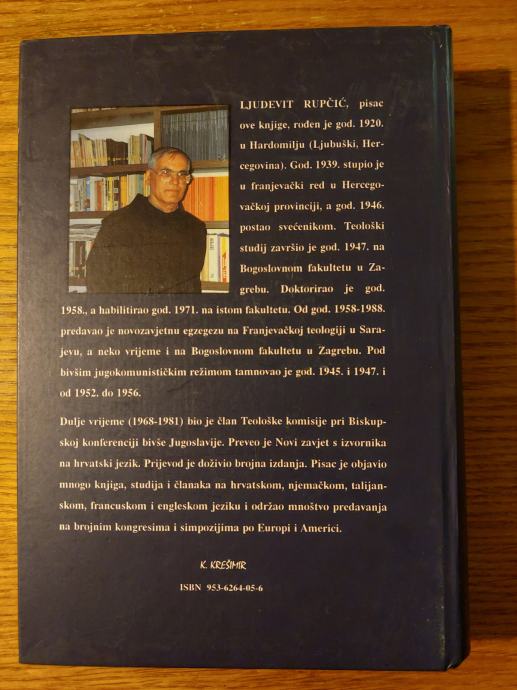 LJUDEVIT RUPČIĆ, pisac
ove knjige, rođen je god. 1920.
u Hardomilju (Ljubuški, Her-
cegovina). God. 1939. stupio je
u franjevački red u Hercego-
vačkoj provinciji, a god. 1946.
postao svećenikom. Teološki
studij završio je god. 1947. na
Bogoslovnom fakultetu u Za-
grebu. Doktorirao je god.
1958., a habilitirao god. 1971. na istom fakultetu. Od god. 1958-1988.
predavao je novozavjetnu egzegezu na Franjevačkoj teologiji u Sara-
jevu, a neko vrijeme i na Bogoslovnom fakultetu u Zagrebu. Pod
bivšim jugokomunističkim režimom tamnovao je god. 1945. i 1947. i
od 1952. do 1956.
Dulje vrijeme (1968-1981) bio je član Teološke komisije pri Biskup-
skoj konferenciji bivše Jugoslavije. Preveo je Novi zavjet s izvornika
na hrvatski jezik. Prijevod je doživio brojna izdanja. Pisac je objavio
mnogo knjiga, studija i članaka na hrvatskom, njemačkom, talijan-
skom, francuskom i engleskom jeziku i održao mnoštvo predavanja
na brojnim kongresima i simpozijima po Europi i Americi.
K. KREŠIMIR
ISBN 953-6264-05-6